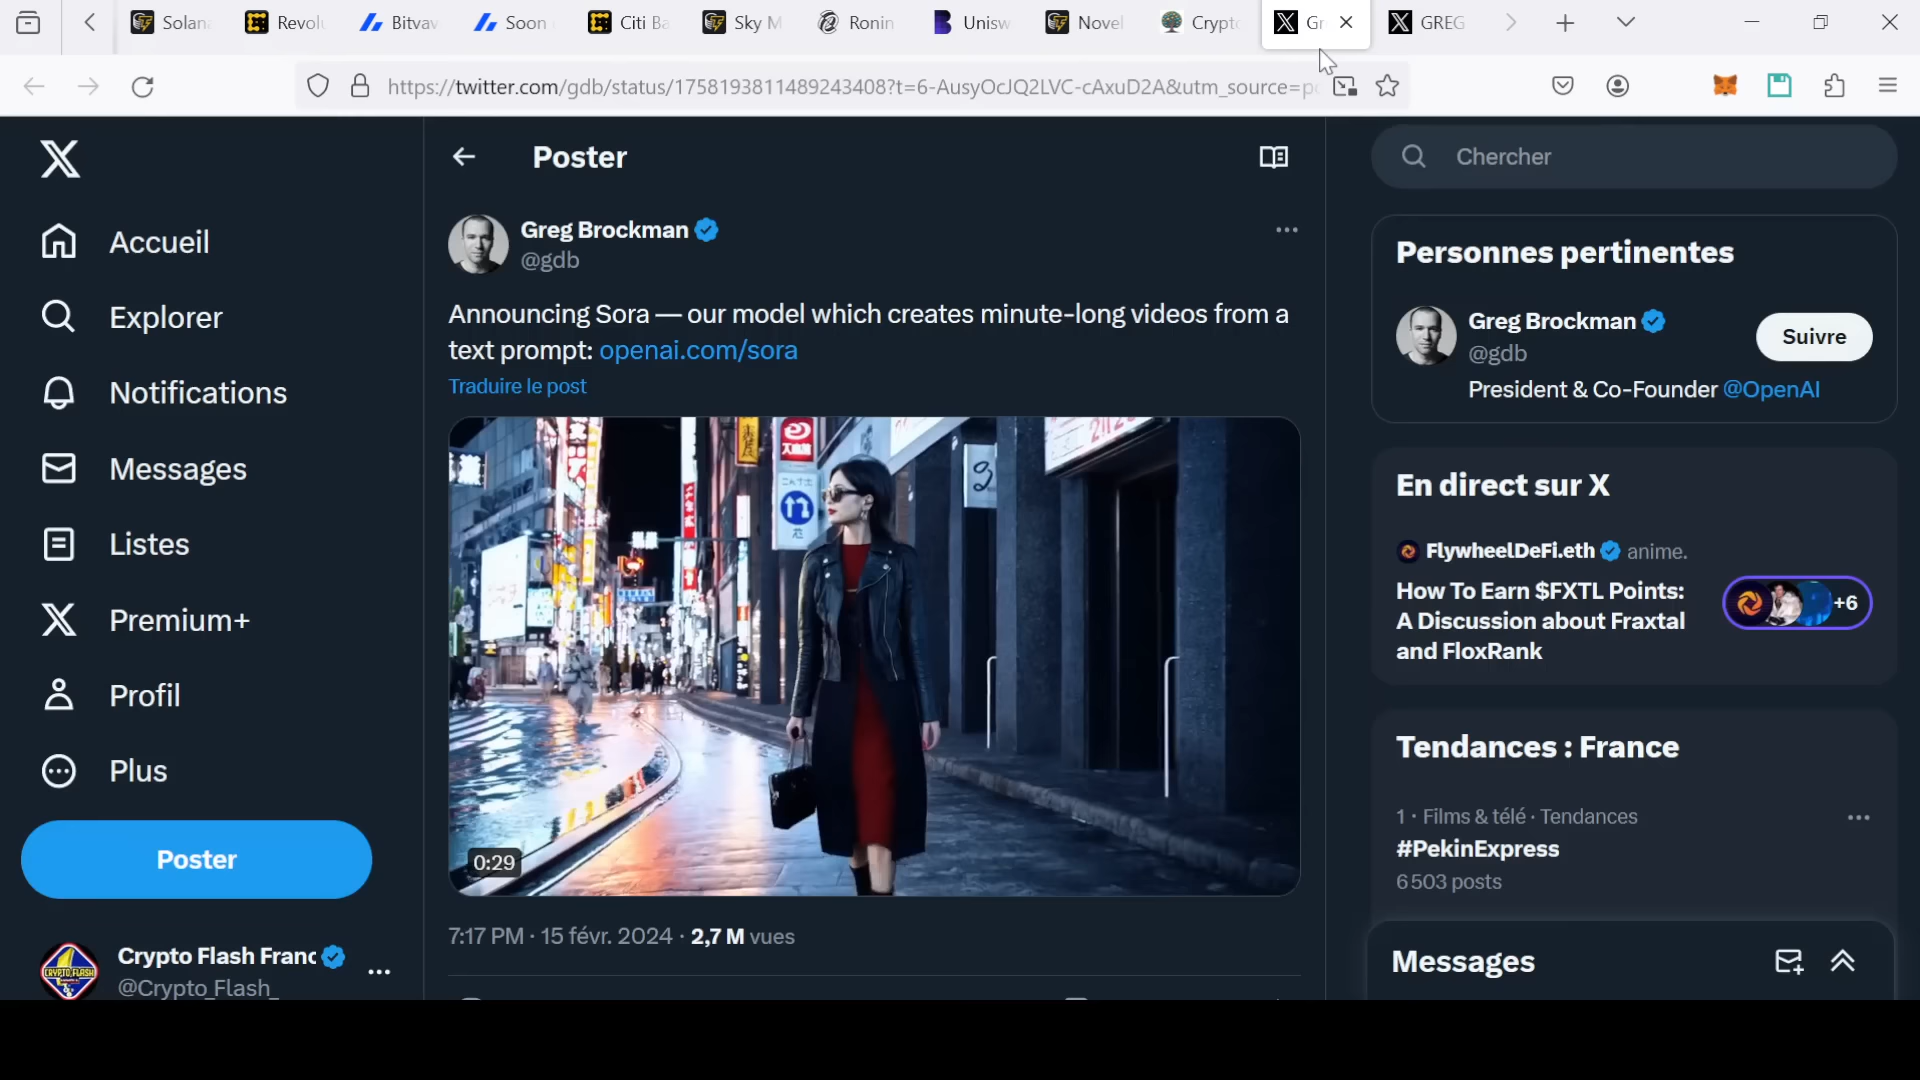 Solana
Revolu
Bitvav
Soon
Citi Ba
Sky M
Ronin
Unisw
Novel
Crypto
Gr
GREG
https://twitter.com/gdb/status/1758193811489243408?t=6-AusyOcJQ2LVC-cAxuD2A&utm_source=p
Poster
Chercher
Greg Brockman
@gdb
Announcing Sora — our model which creates minute-long videos from a
text prompt: openai.com/sora
Traduire le post
0:29
7:17 PM · 15 févr. 2024 · 2,7 M vues
Accueil
Explorer
Notifications
Messages
Listes
Premium+
Profil
Plus
Poster
Crypto Flash Franc
@Crypto_Flash_
Personnes pertinentes
Greg Brockman
@gdb
Suivre
President & Co-Founder @OpenAI
En direct sur X
FlywheelDeFi.eth anime.
How To Earn $FXTL Points:
A Discussion about Fraxtal
and FloxRank
+6
Tendances : France
1 · Films & télé · Tendances
#PekinExpress
6 503 posts
Messages